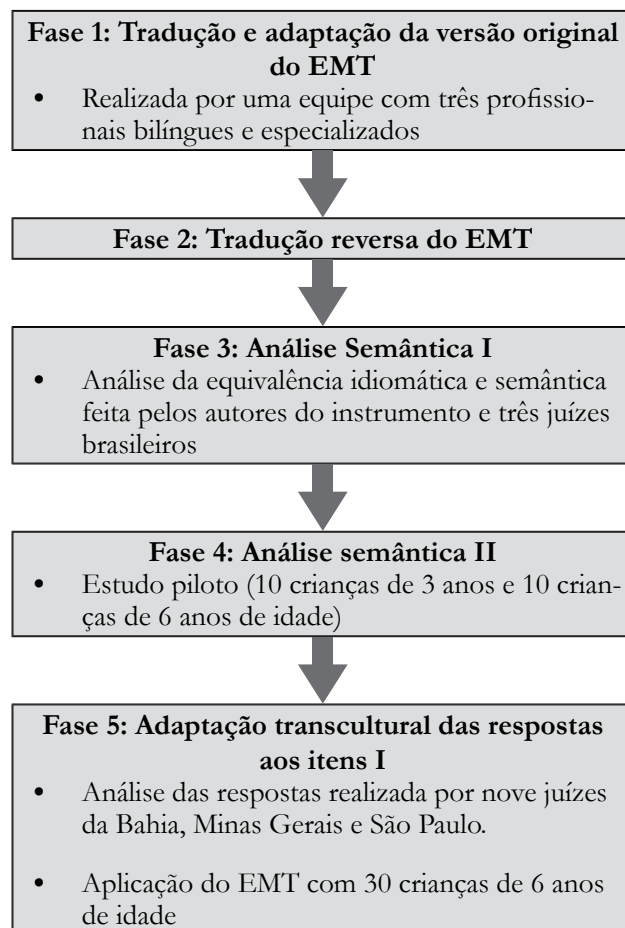 Fase 1: Tradução e adaptação da versão original
do EMT
• Realizada por uma equipe com três profissio-
nais bilíngues e especializados
Fase 2: Tradução reversa do EMT
Fase 3: Análise Semântica I
• Análise da equivalência idiomática e semântica
feita pelos autores do instrumento e três juízes
brasileiros
Fase 4: Análise semântica II
• Estudo piloto (10 crianças de 3 anos e 10 crian-
ças de 6 anos de idade)
Fase 5: Adaptação transcultural das respostas
aos itens I
• Análise das respostas realizada por nove juízes
da Bahia, Minas Gerais e São Paulo.
• Aplicação do EMT com 30 crianças de 6 anos
de idade